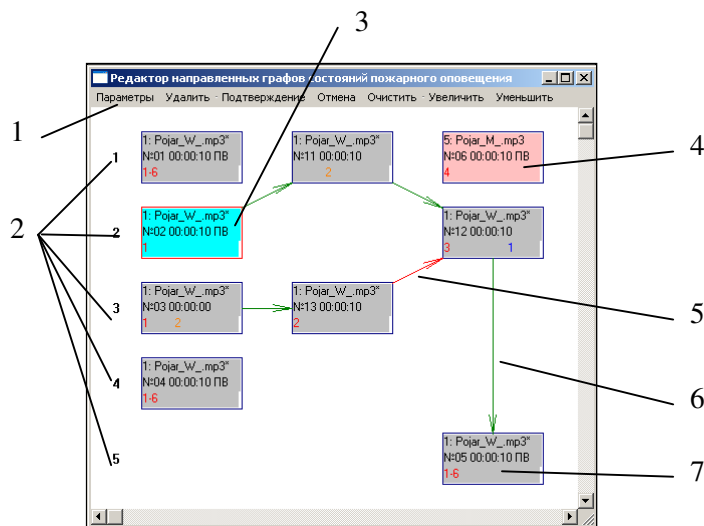 3
Редактор направленных графов состояний пожарного оповещения
Параметры Удалить Подтверждение Отмена Очистить Увеличить Уменьшить
1
1
1: Pojar_W_.mp3*
№01 00:00:10 ПВ
1-6
1: Pojar_W_.mp3*
№11 00:00:10
2
5: Pojar_M_.mp3
№06 00:00:10 ПВ
4
4
2
2
1: Pojar_W_.mp3*
№02 00:00:10 ПВ
1
1: Pojar_W_.mp3*
№12 00:00:10
3 1
3
1: Pojar_W_.mp3*
№03 00:00:00
1 2
1: Pojar_W_.mp3*
№13 00:00:10
2
5
4
1: Pojar_W_.mp3*
№04 00:00:10 ПВ
1-6
6
5
1: Pojar_W_.mp3*
№05 00:00:10 ПВ
1-6
7